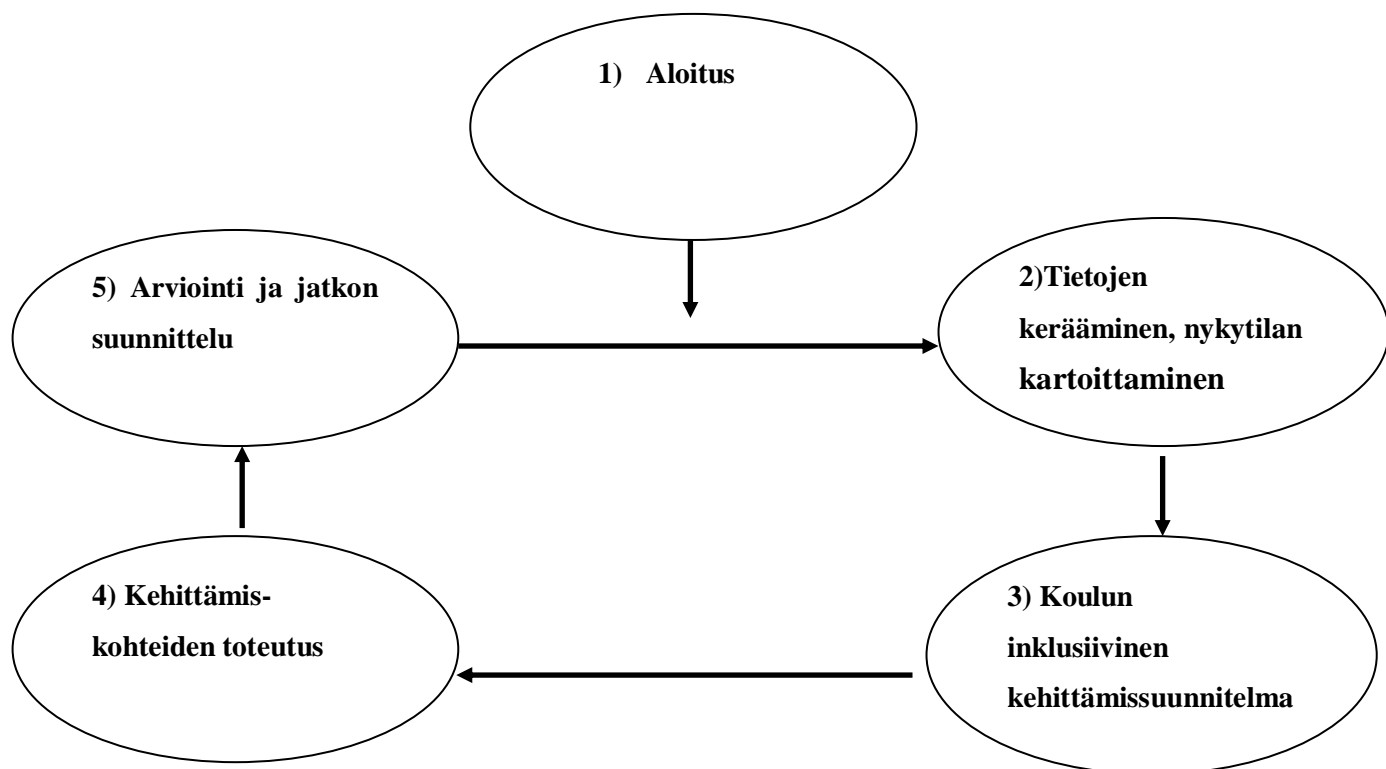 1) Aloitus
2)Tietojen
kerääminen, nykytilan
kartoittaminen
3) Koulun
inklusiivinen
kehittämissuunnitelma
4) Kehittämis-
kohteiden toteutus
5) Arviointi ja jatkon
suunnittelu